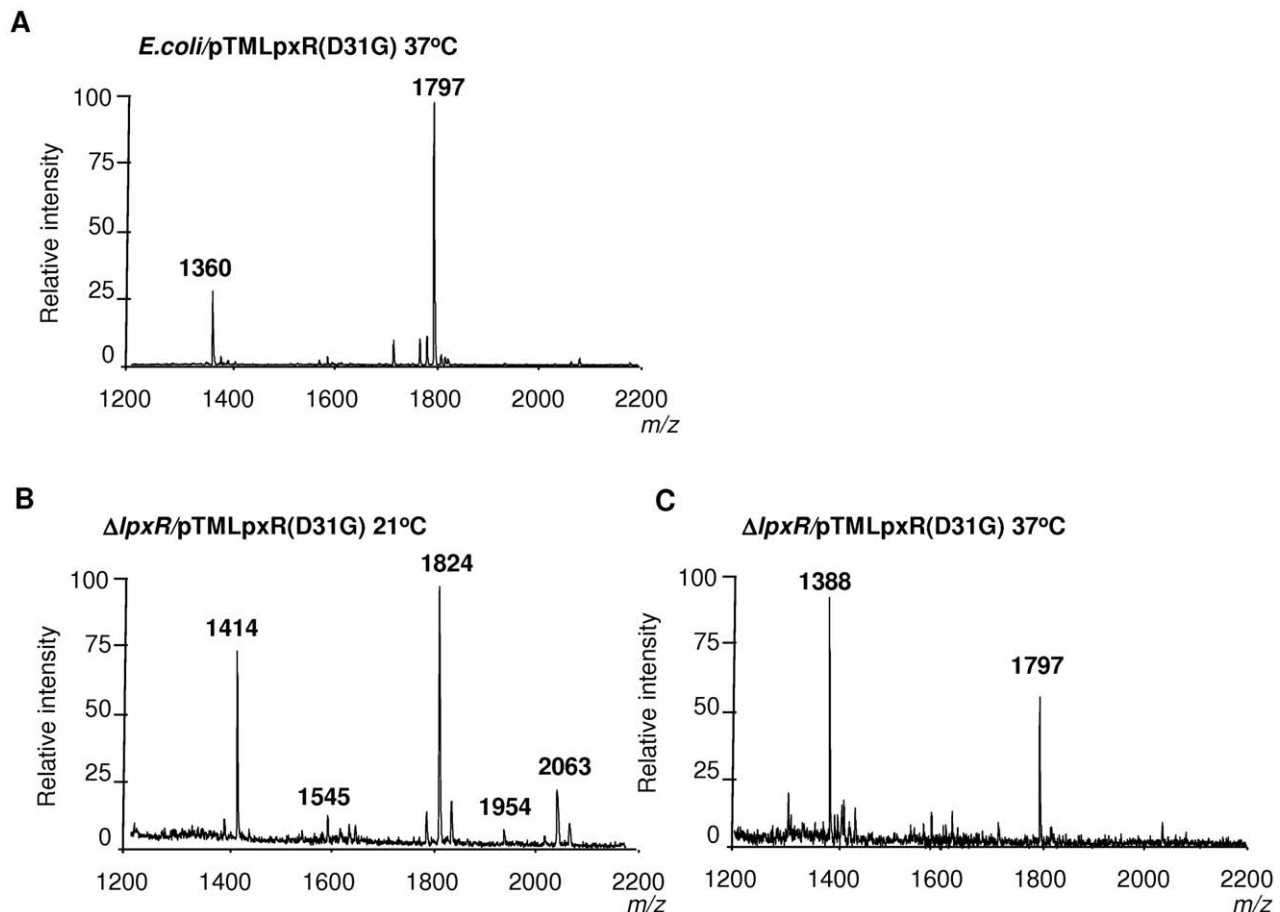 A
E.coli/pTMLpxR(D31G) 37ºC
Relative intensity
100
75
50
25
0
1360
1797
1200 1400 1600 1800 2000 2200
m/z
B
ΔlpxR/pTMLpxR(D31G) 21ºC
Relative intensity
100
75
50
25
0
1414
1545
1824
1954
2063
1200 1400 1600 1800 2000 2200
m/z
C
ΔlpxR/pTMLpxR(D31G) 37ºC
Relative intensity
100
75
50
25
0
1388
1797
1200 1400 1600 1800 2000 2200
m/z